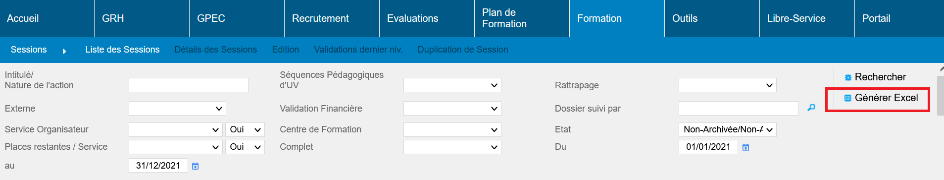 Accueil GRH GPEC Recrutement Evaluations Plan de Formation Formation Outils Libre-Service Portail
Sessions Liste des Sessions Détails des Sessions Edition Validations dernier niv. Duplication de Session
Intitulé/ Nature de l'action Séquences Pédagogiques d'UV Rattrapage Rechercher
Externe Validation Financière Dossier suivi par Générer Excel
Service Organisateur Oui Centre de Formation Etat Non-Archivée/Non-A
Places restantes / Service Oui Complet Du 01/01/2021
au 31/12/2021